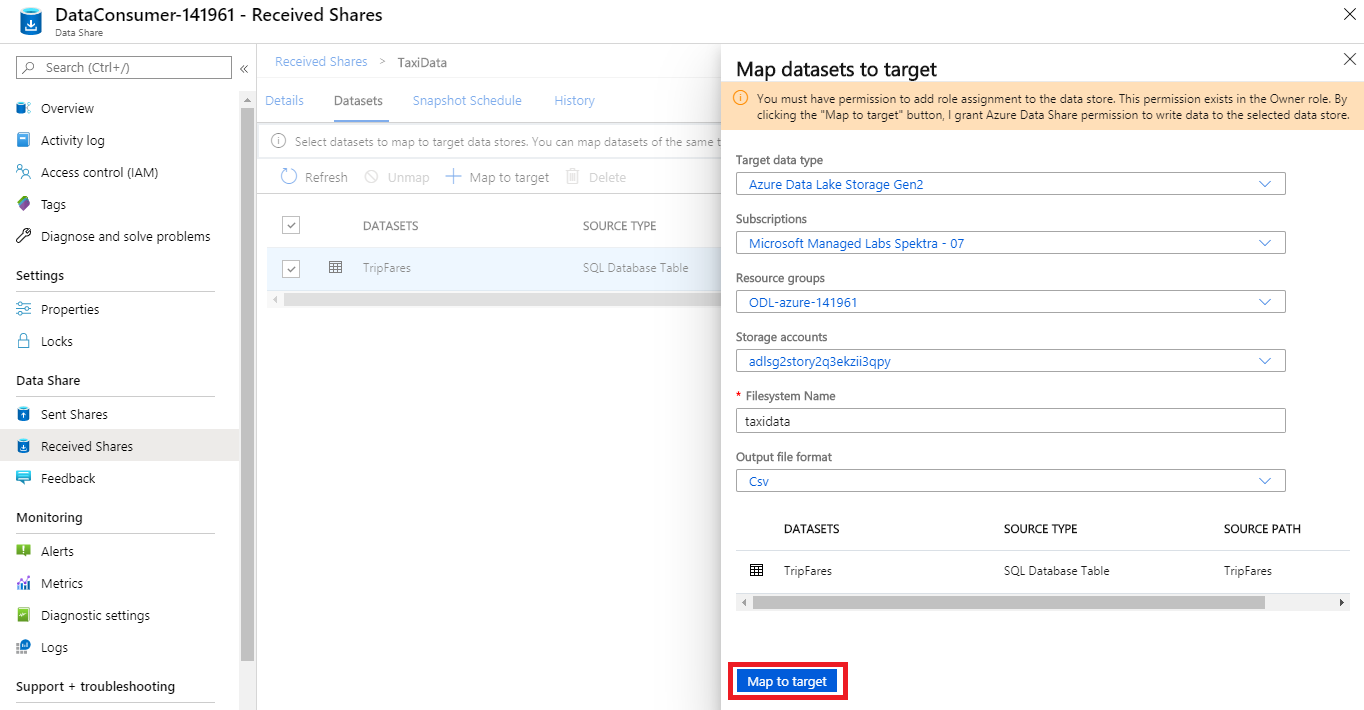 DataConsumer-141961 - Received Shares
Data Share
Search (Ctrl+/)
«
Overview
Activity log
Access control (IAM)
Tags
Diagnose and solve problems
Settings
Properties
Locks
Data Share
Sent Shares
Received Shares
Feedback
Monitoring
Alerts
Metrics
Diagnostic settings
Logs
Support + troubleshooting
Received Shares > TaxiData
Details Datasets Snapshot Schedule History
Select datasets to map to target data stores. You can map datasets of the same t
Refresh Unmap Map to target Delete
DATASETS SOURCE TYPE
TripFares SQL Database Table
Map datasets to target
You must have permission to add role assignment to the data store. This permission exists in the Owner role. By
clicking the "Map to target" button, I grant Azure Data Share permission to write data to the selected data store.
Target data type
Azure Data Lake Storage Gen2
Subscriptions
Microsoft Managed Labs Spektra - 07
Resource groups
ODL-azure-141961
Storage accounts
adlsg2story2q3ekzii3qpy
* Filesystem Name
taxidata
Output file format
Csv
DATASETS SOURCE TYPE SOURCE PATH
TripFares SQL Database Table TripFares
Map to target